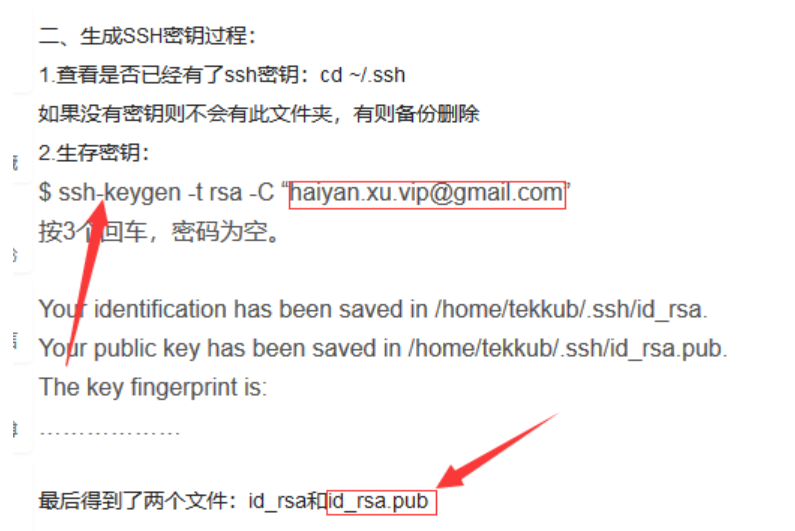 二、生成SSH密钥过程：
1.查看是否已经有了ssh密钥：cd ~/.ssh
如果没有密钥则不会有此文件夹，有则备份删除
2.生存密钥：
$ ssh-keygen -t rsa -C “haiyan.xu.vip@gmail.com”
按3个回车，密码为空。
Your identification has been saved in /home/tekkub/.ssh/id_rsa.
Your public key has been saved in /home/tekkub/.ssh/id_rsa.pub.
The key fingerprint is:
………………
最后得到了两个文件：id_rsa和id_rsa.pub